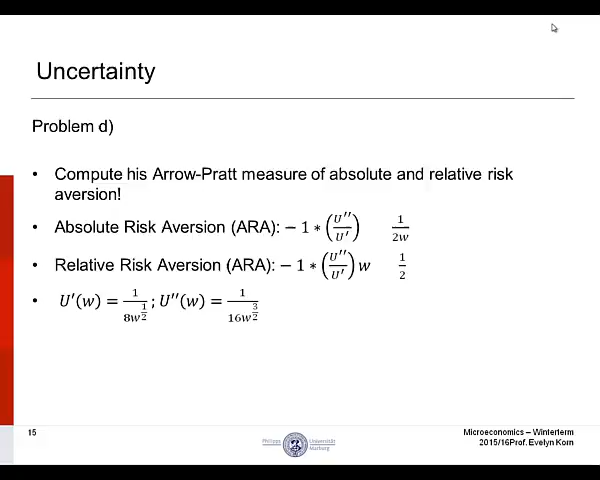 Uncertainty
Problem d)
• Compute his Arrow-Pratt measure of absolute and relative risk
aversion!
• Absolute Risk Aversion (ARA): − 1 ∗ (U′′/U′) 1/2w
• Relative Risk Aversion (ARA): − 1 ∗ (U′′/U′) w 1/2
• U′(w) = 1/8w^(1/2) ; U′′(w) = 1/16w^(3/2)
15
Philipps Universität
Marburg
Microeconomics – Winterterm
2015/16Prof. Evelyn Korn